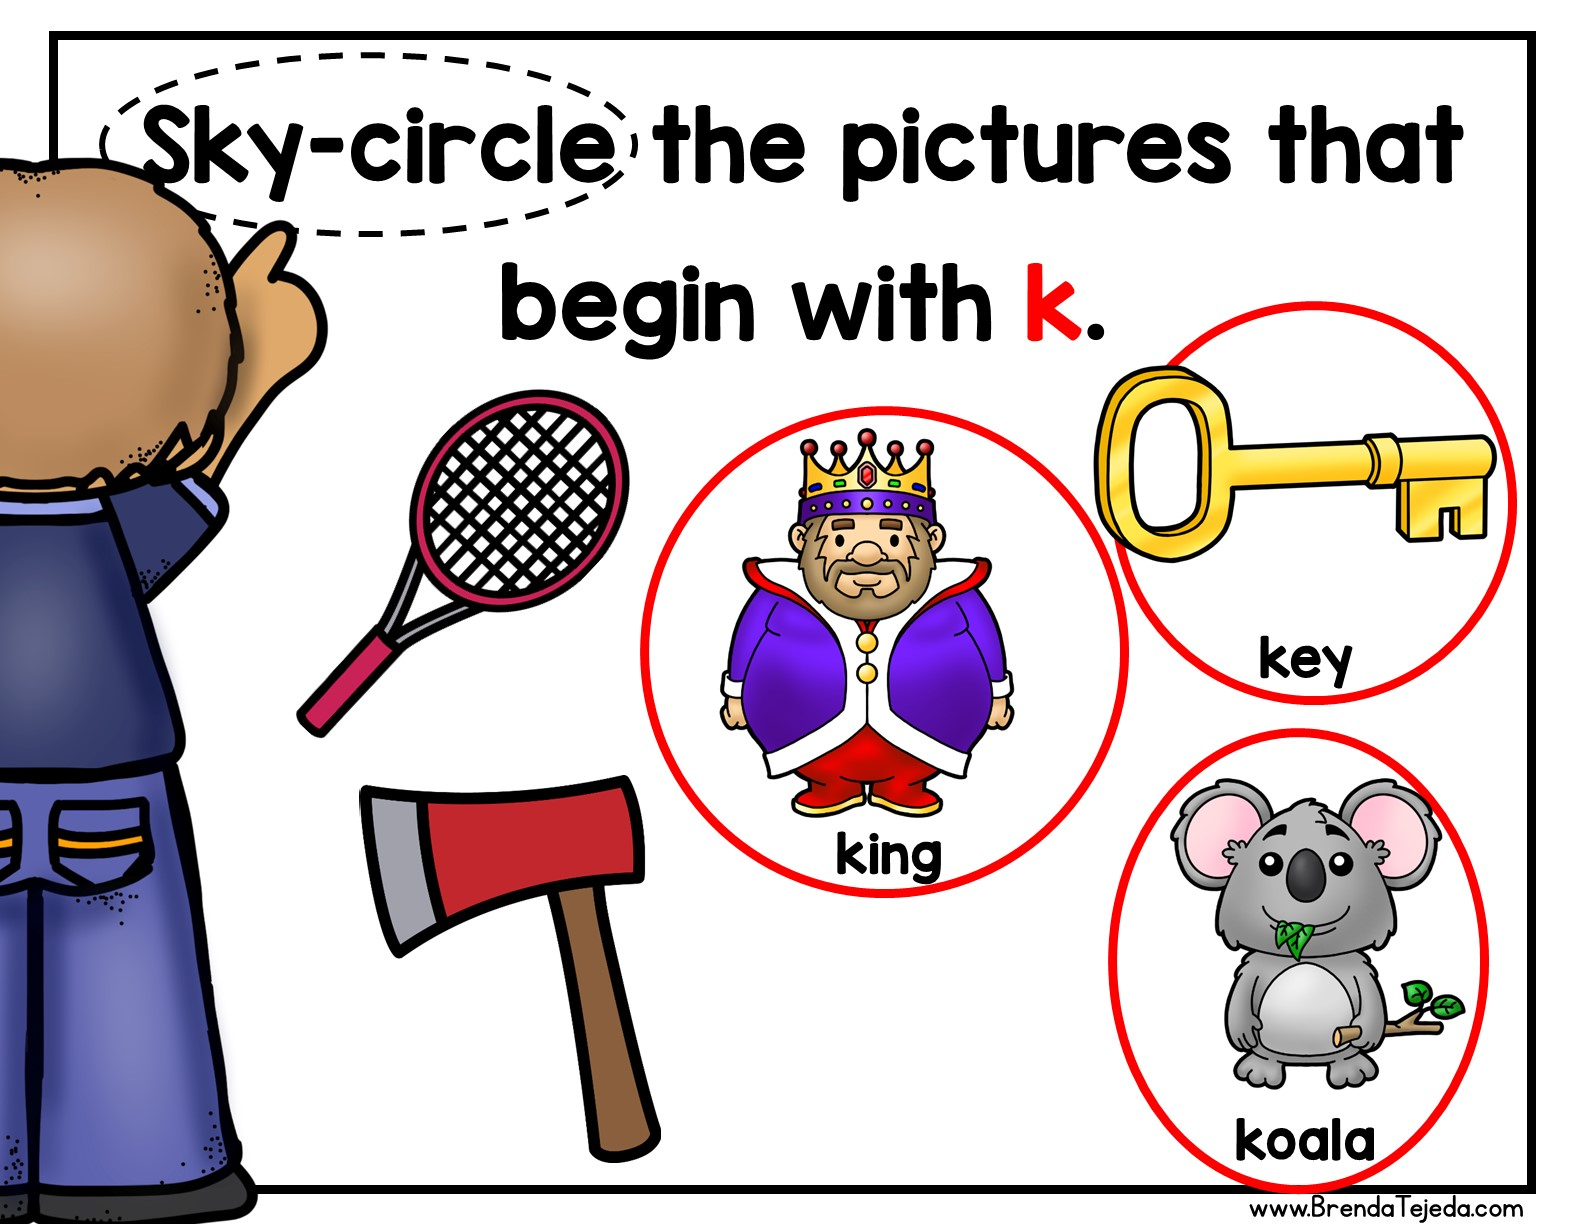 Sky-circle the pictures that
begin with k.
key
king
koala
www.BrendaTejeda.com